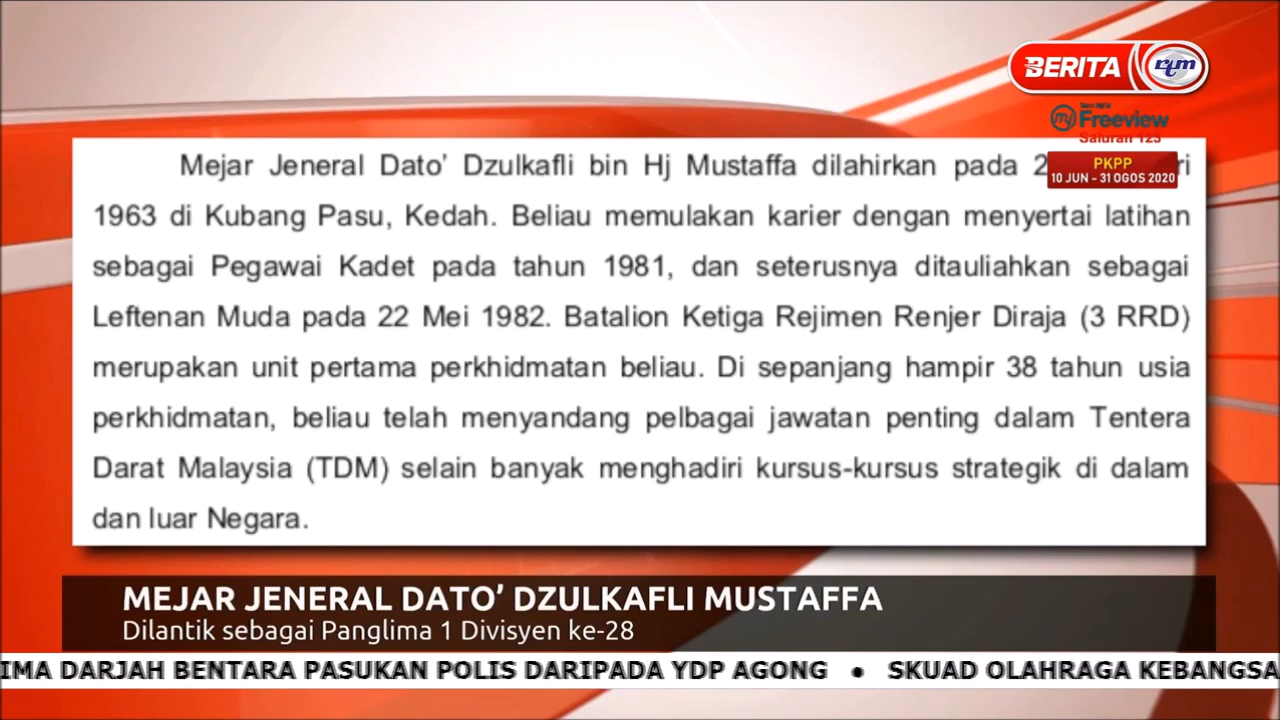 BERITA rtm
Freeview
Saluran 123
PKPP
10 JUN - 31 OGOS 2020
Mejar Jeneral Dato' Dzulkafli bin Hj Mustaffa dilahirkan pada
1963 di Kubang Pasu, Kedah. Beliau memulakan karier dengan menyertai latihan
sebagai Pegawai Kadet pada tahun 1981, dan seterusnya ditauliahkan sebagai
Leftenan Muda pada 22 Mei 1982. Batalion Ketiga Rejimen Renjer Diraja (3 RRD)
merupakan unit pertama perkhidmatan beliau. Di sepanjang hampir 38 tahun usia
perkhidmatan, beliau telah menyandang pelbagai jawatan penting dalam Tentera
Darat Malaysia (TDM) selain banyak menghadiri kursus-kursus strategik di dalam
dan luar Negara.
MEJAR JENERAL DATO' DZULKAFLI MUSTAFFA
Dilantik sebagai Panglima 1 Divisyen ke-28
IMA DARJAH BENTARA PASUKAN POLIS DARIPADA YDP AGONG • SKUAD OLAHRAGA KEBANGSA